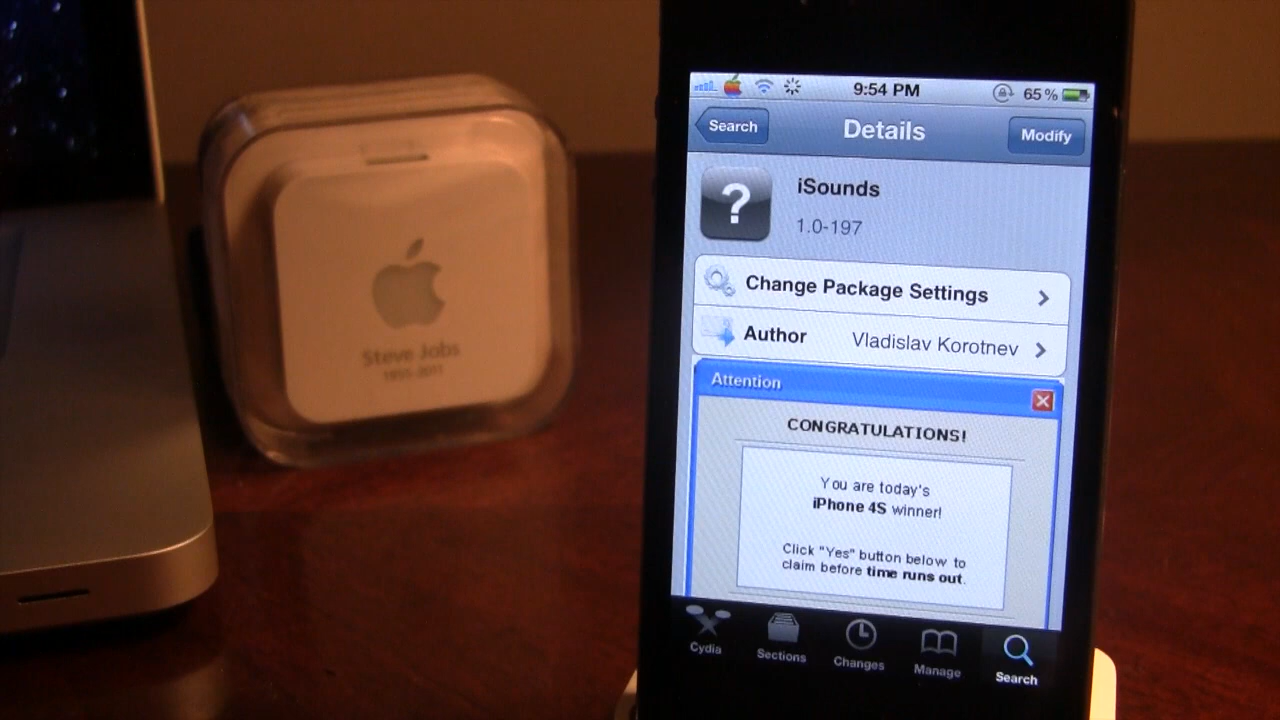 Steve Jobs
1955-2011
9:54 PM
65%
Search
Details
Modify
?
iSounds
1.0-197
Change Package Settings
Author
Vladislav Korotnev
Attention
CONGRATULATIONS!
You are today's
iPhone 4S winner!
Click "Yes" button below to
claim before time runs out.
Cydia
Sections
Changes
Manage
Search